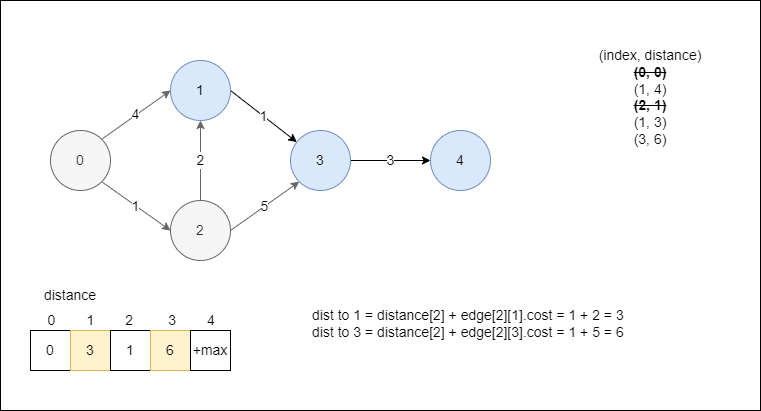 (index, distance)
(0, 0)
(1, 4)
(2, 1)
(1, 3)
(3, 6)
1
4
1
0
2
3
3
4
1
5
2
distance
0 1 2 3 4
0 3 1 6 +max
dist to 1 = distance[2] + edge[2][1].cost = 1 + 2 = 3
dist to 3 = distance[2] + edge[2][3].cost = 1 + 5 = 6